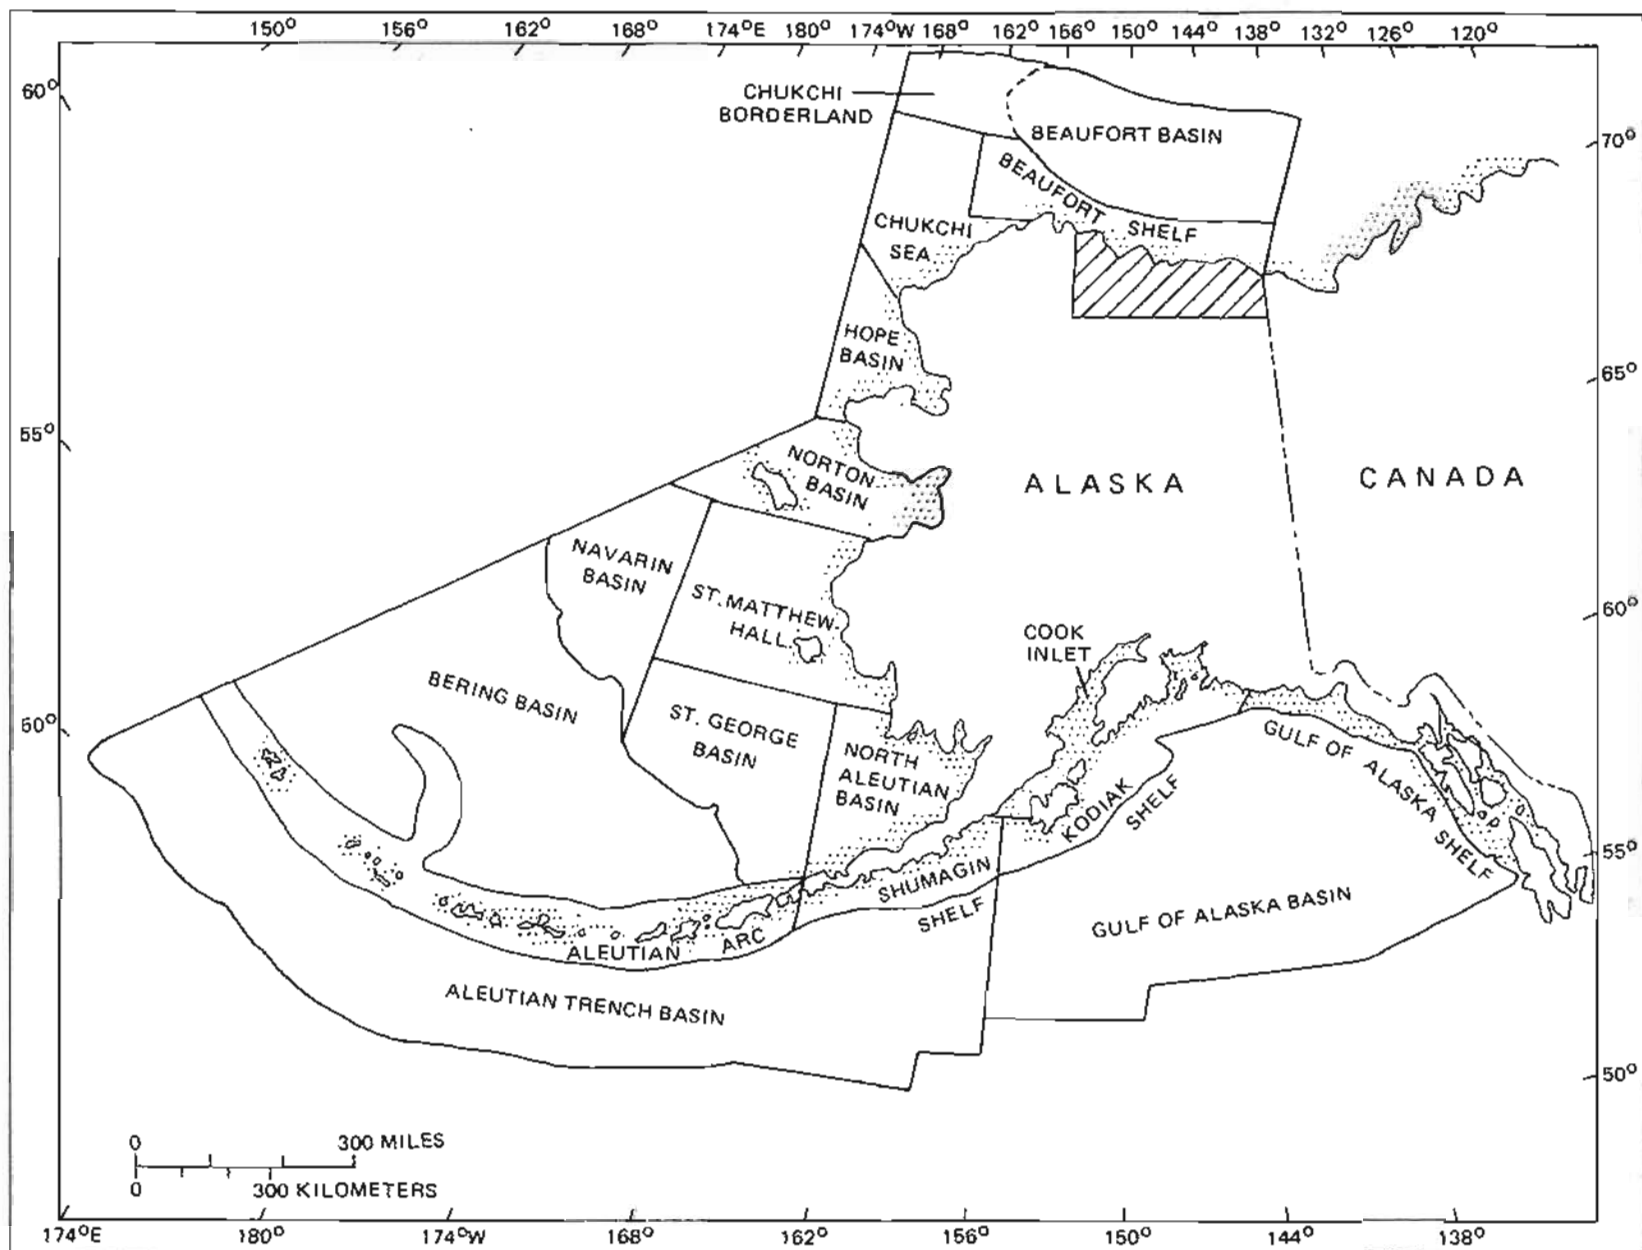 150° 156° 162° 168° 174°E 180° 174°W 168° 162° 156° 150° 144° 138° 132° 126° 120°
60°
CHUKCHI
BORDERLAND
BEAUFORT BASIN
70°
BEAUFORT SHELF
CHUKCHI
SEA
HOPE
BASIN
65°
55°
NORTON
BASIN
ALASKA
CANADA
NAVARIN
BASIN
ST. MATTHEW
HALL
60°
COOK
INLET
BERING BASIN
50°
ST. GEORGE
BASIN
NORTH
ALEUTIAN
BASIN
GULF OF ALASKA SHELF
KODIAK
SHELF
55°
SHUMAGIN
SHELF
GULF OF ALASKA BASIN
ALEUTIAN ARC
ALEUTIAN TRENCH BASIN
50°
0 300 MILES
0 300 KILOMETERS
174°E 180° 174°W 168° 162° 156° 150° 144° 138°